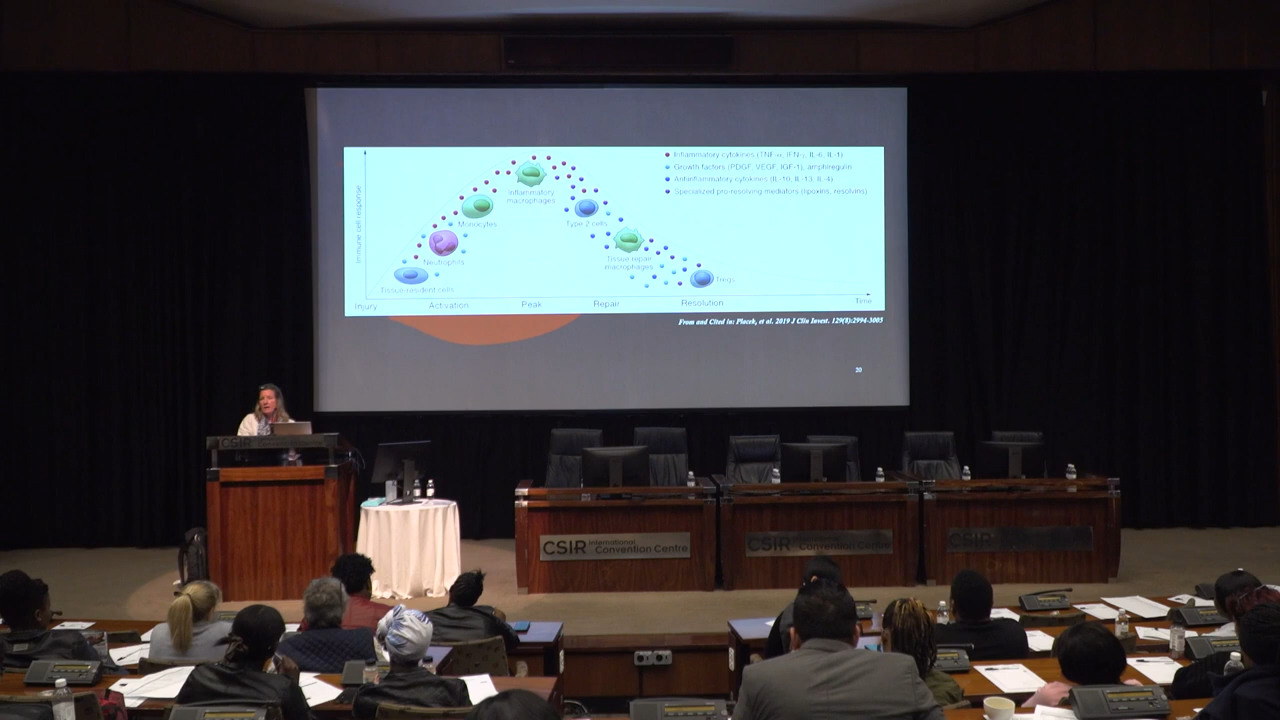 Immune cell response
Inflammatory cytokines (TNF-α, IFN-γ, IL-6, IL-1)
Growth factors (PDGF, VEGF, IGF-1), amphiregulin
Antiinflammatory cytokines (IL-10, IL-13, IL-4)
Specialized pro-resolving mediators (lipoxins, resolvins)
Inflammatory
macrophages
Monocytes
Type 2 cells
Neutrophils
Tissue repair
macrophages
Tissue-resident cells
Tregs
Injury
Activation
Peak
Repair
Resolution
Time
From and Cited in: Placek, et al. 2019 J Clin Invest. 129(8):2994-3005
20
CSIR
CSIR International
Convention Centre
CSIR International
Convention Centre
CSIR